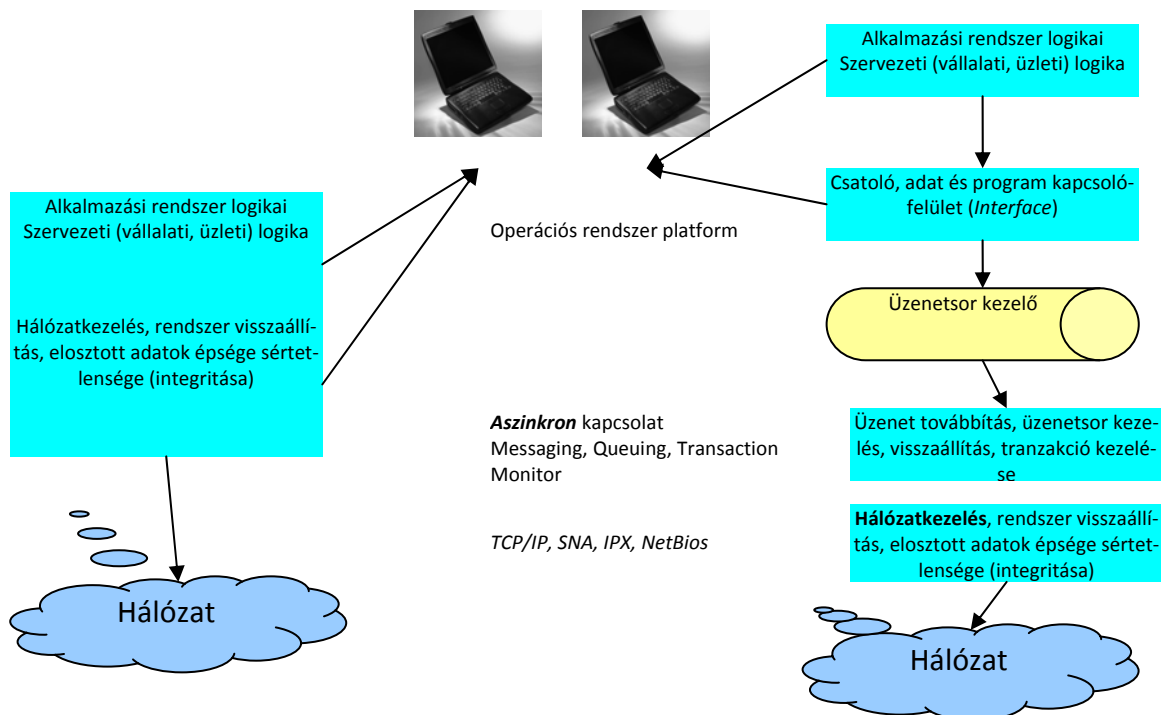 Alkalmazási rendszer logikai
Szervezeti (vállalati, üzleti) logika
Hálózatkezelés, rendszer visszaállí-
tás, elosztott adatok épsége sértet-
lensége (integritása)
Hálózat
Operációs rendszer platform
Aszinkron kapcsolat
Messaging, Queuing, Transaction
Monitor
TCP/IP, SNA, IPX, NetBios
Alkalmazási rendszer logikai
Szervezeti (vállalati, üzleti) logika
Csatoló, adat és program kapcsoló-
felület (Interface)
Üzenetsor kezelő
Üzenet továbbítás, üzenetsor keze-
lés, visszaállítás, tranzakció kezelé-
se
Hálózatkezelés, rendszer visszaállí-
tás, elosztott adatok épsége sértet-
lensége (integritása)
Hálózat